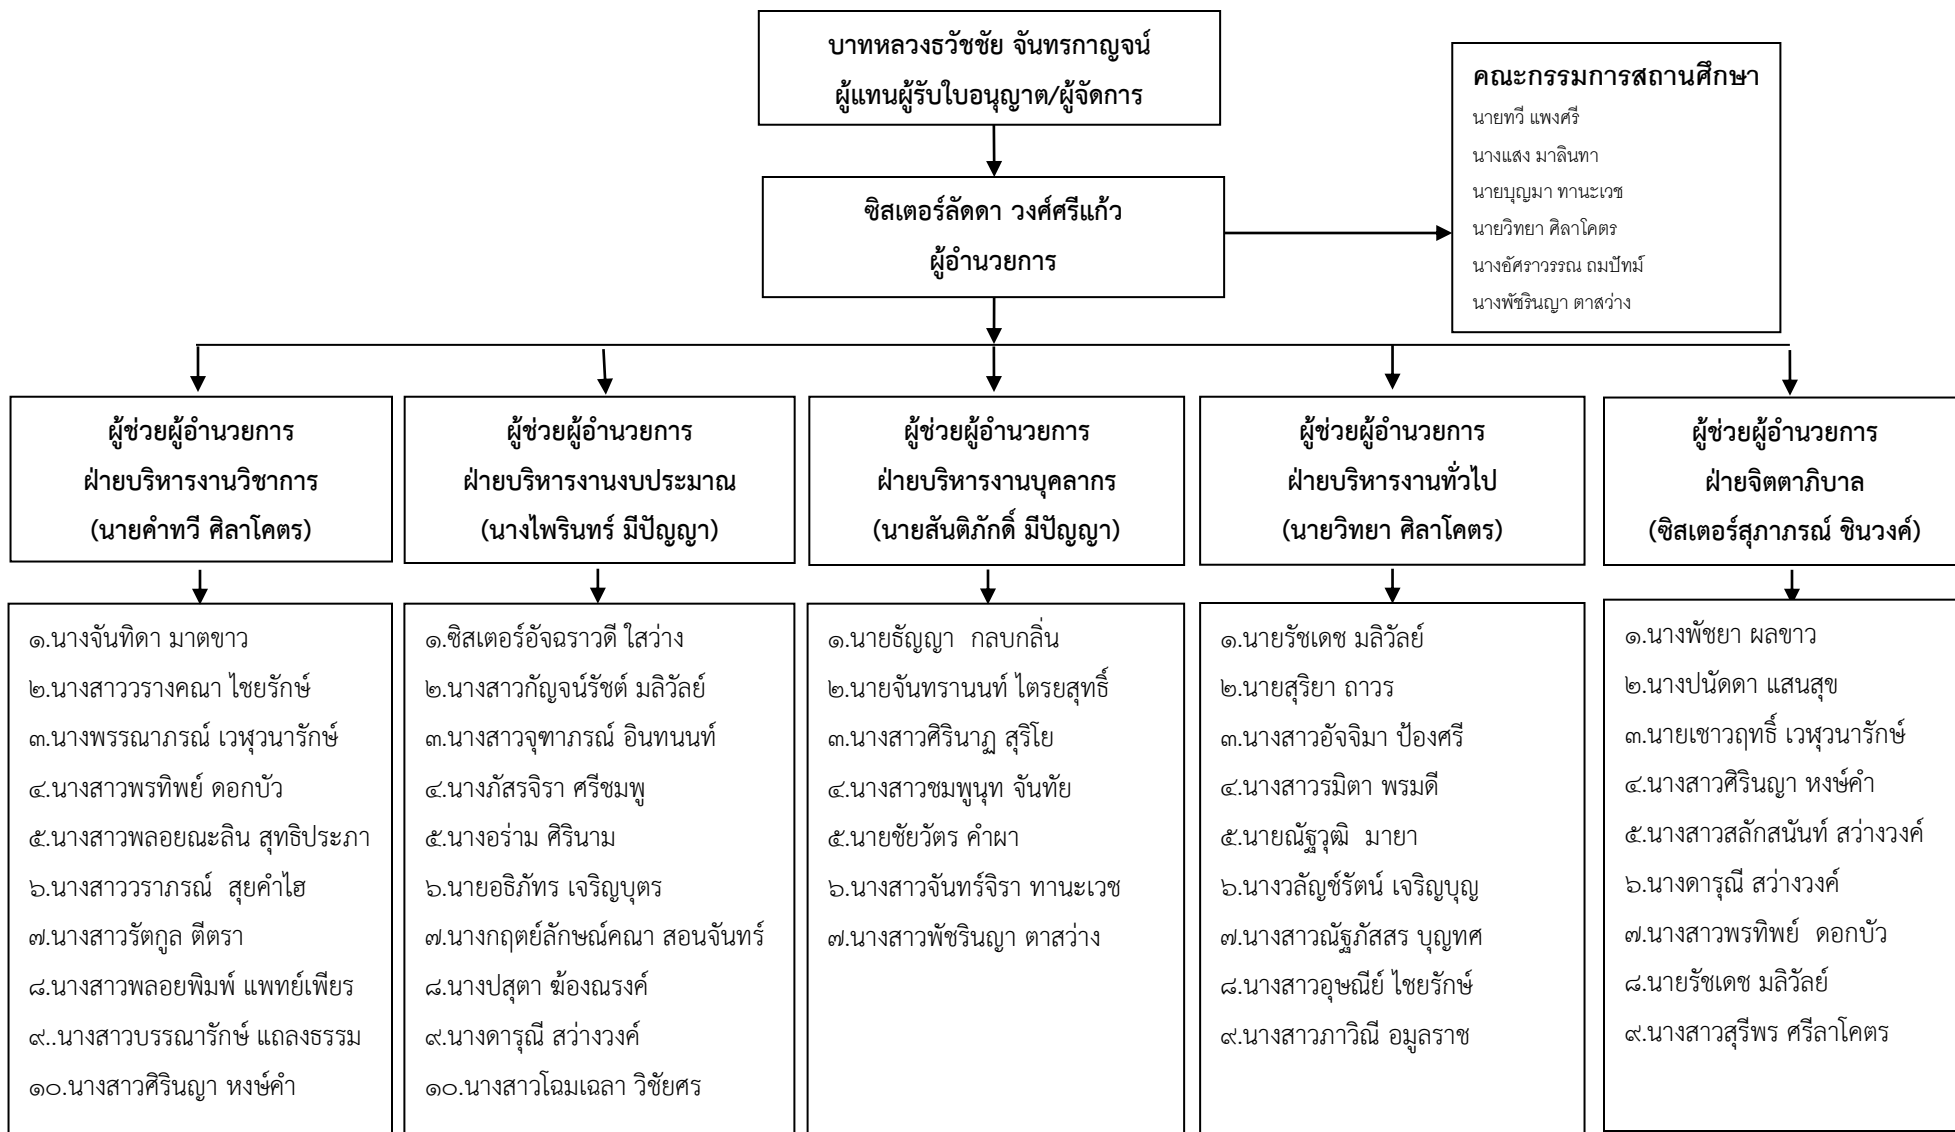 บาทหลวงธวัชชัย จันทรกาญจน์
ผู้แทนผู้รับใบอนุญาต/ผู้จัดการ
คณะกรรมการสถานศึกษา
นายทวี แพงศรี
นางแสง มาลินทา
นายบุญมา ทานะเวช
นายวิทยา ศิลาโคตร
นางอัศราวรรณ ถมปัทม์
นางพัชรินญา ตาสว่าง
ซิสเตอร์ลัดดา วงศ์ศรีแก้ว
ผู้อำนวยการ
ผู้ช่วยผู้อำนวยการ
ฝ่ายบริหารงานวิชาการ
(นายคำทวี ศิลาโคตร)
ผู้ช่วยผู้อำนวยการ
ฝ่ายบริหารงานงบประมาณ
(นางไพรินทร์ มีปัญญา)
ผู้ช่วยผู้อำนวยการ
ฝ่ายบริหารงานบุคลากร
(นายสันติภักดิ์ มีปัญญา)
ผู้ช่วยผู้อำนวยการ
ฝ่ายบริหารงานทั่วไป
(นายวิทยา ศิลาโคตร)
ผู้ช่วยผู้อำนวยการ
ฝ่ายจิตตาภิบาล
(ซิสเตอร์สุภาภรณ์ ชินวงค์)
๑.นางจันทิดา มาตขาว
๒.นางสาววรางคณา ไชยรักษ์
๓.นางพรรณาภรณ์ เวฬุวนารักษ์
๔.นางสาวพรทิพย์ ดอกบัว
๕.นางสาวพลอยณะลิน สุทธิประภา
๖.นางสาววราภรณ์  สุยคำไฮ
๗.นางสาวรัตกูล ตีตรา
๘.นางสาวพลอยพิมพ์ แพทย์เพียร
๙..นางสาวบรรณารักษ์ แถลงธรรม
๑๐.นางสาวศิรินญา หงษ์คำ
๑.ซิสเตอร์อัจฉราวดี ใสว่าง
๒.นางสาวกัญจน์รัชต์ มลิวัลย์
๓.นางสาวจุฑาภรณ์ อินทนนท์
๔.นางภัสรจิรา ศรีชมพู
๕.นางอร่าม ศิรินาม
๖.นายอธิภัทร เจริญบุตร
๗.นางกฤตย์ลักษณ์คณา สอนจันทร์
๘.นางปสุตา ฆ้องณรงค์
๙.นางดารุณี สว่างวงค์
๑๐.นางสาวโฉมเฉลา วิชัยศร
๑.นายธัญญา  กลบกลิ่น
๒.นายจันทรานนท์ ไตรยสุทธิ์
๓.นางสาวศิรินาฏ สุริโย
๔.นางสาวชมพูนุท จันทัย
๕.นายชัยวัตร คำผา
๖.นางสาวจันทร์จิรา ทานะเวช
๗.นางสาวพัชรินญา ตาสว่าง
๑.นายรัชเดช มลิวัลย์
๒.นายสุริยา ถาวร
๓.นางสาวอัจจิมา ป้องศรี
๔.นางสาวรมิตา พรมดี
๕.นายณัฐวุฒิ  มายา
๖.นางวลัญช์รัตน์ เจริญบุญ
๗.นางสาวณัฐภัสสร บุญทศ
๘.นางสาวอุษณีย์ ไชยรักษ์
๙.นางสาวภาวิณี อมูลราช
๑.นางพัชยา ผลขาว
๒.นางปนัดดา แสนสุข
๓.นายเชาวฤทธิ์ เวฬุวนารักษ์
๔.นางสาวศิรินญา หงษ์คำ
๕.นางสาวสลักสนันท์ สว่างวงค์
๖.นางดารุณี สว่างวงค์
๗.นางสาวพรทิพย์  ดอกบัว
๘.นายรัชเดช มลิวัลย์
๙.นางสาวสุรีพร ศรีลาโคตร